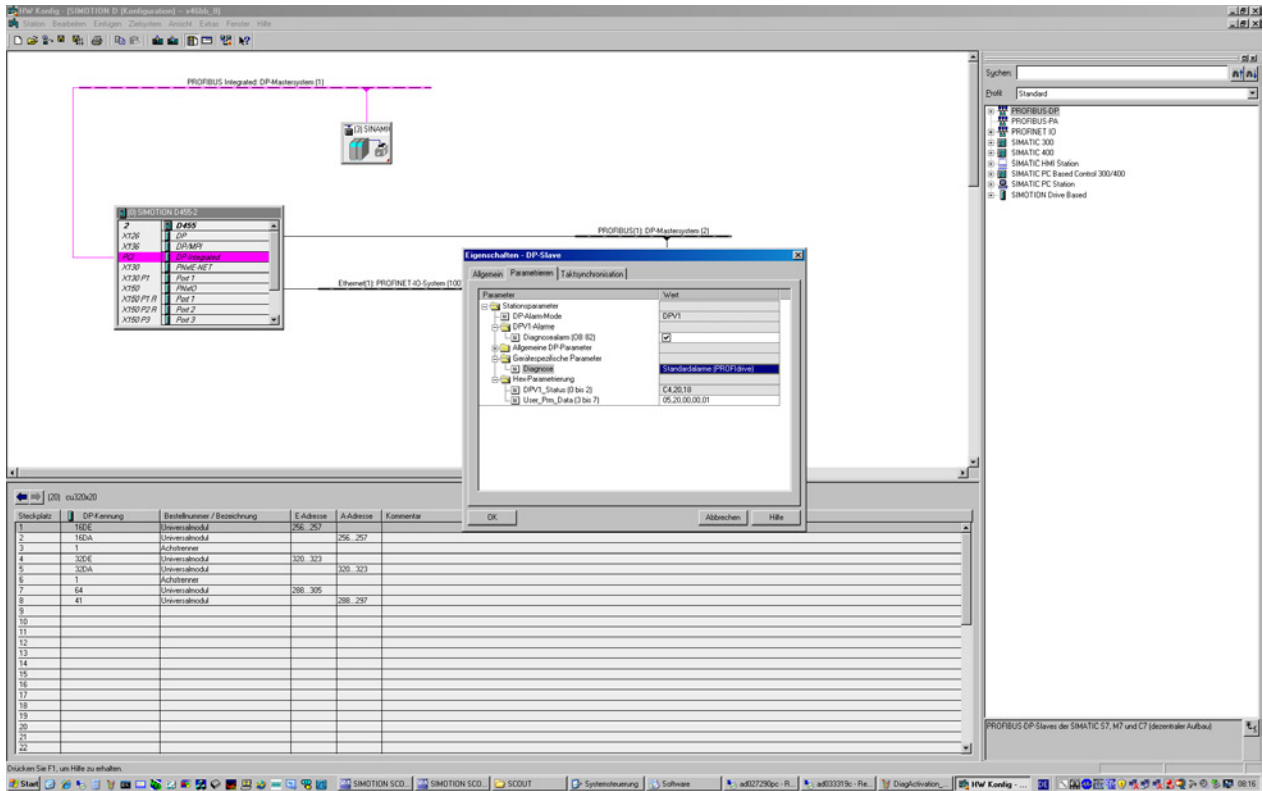 HW Konfig - [SIMOTION D (Konfiguration) -- v46bb_8]
Station Bearbeiten Einfügen Zielsystem Ansicht Extras Fenster Hilfe
PROFIBUS Integrated: DP-Mastersystem (1)
(3) SINAMI
(0) SIMOTION D455-2
2 D455
X126 DP
X136 DP/MPI
PCI DP Integrated
X130 PNxIE-NET
X130 P1 Port 1
X150 PNxIO
X150 P1 R Port 1
X150 P2 R Port 2
X150 P3 Port 3
PROFIBUS(1): DP-Mastersystem (2)
Ethernet(1): PROFINET-IO-System (100)
Eigenschaften - DP-Slave
Allgemein Parametrieren Taktsynchronisation
Parameter Wert
Stationsparameter
DP-Alarm-Mode DPV1
DPV1-Alarme
Diagnosealarm (OB 82)
Allgemeine DP-Parameter
Gerätespezifische Parameter
Diagnose Standardalarme (PROFIdrive)
Hex-Parametrierung
DPV1_Status (0 bis 2) C4,20,18
User_Prm_Data (3 bis 7) 05,20,00,00,01
OK Abbrechen Hilfe
Suchen:
Profil: Standard
PROFIBUS-DP
PROFIBUS-PA
PROFINET IO
SIMATIC 300
SIMATIC 400
SIMATIC HMI Station
SIMATIC PC Based Control 300/400
SIMATIC PC Station
SIMOTION Drive Based
PROFIBUS-DP-Slaves der SIMATIC S7, M7 und C7 (dezentraler Aufbau)
(20) cu320x20
Steckplatz DP-Kennung Bestellnummer / Bezeichnung E-Adresse A-Adresse Kommentar
1 16DE Universalmodul 256...257
2 16DA Universalmodul 256...257
3 1 Achstrenner
4 32DE Universalmodul 320...323
5 32DA Universalmodul 320...323
6 1 Achstrenner
7 64 Universalmodul 288...305
8 41 Universalmodul 288...297
9
10
11
12
13
14
15
16
17
18
19
20
21
22
Drücken Sie F1, um Hilfe zu erhalten.
Start SIMOTION SCO... SIMOTION SCO... SCOUT Systemsteuerung Software ad027290pc - R... ad033319c - Re... DiagActivation_... HW Konfig - ... DE 08:16